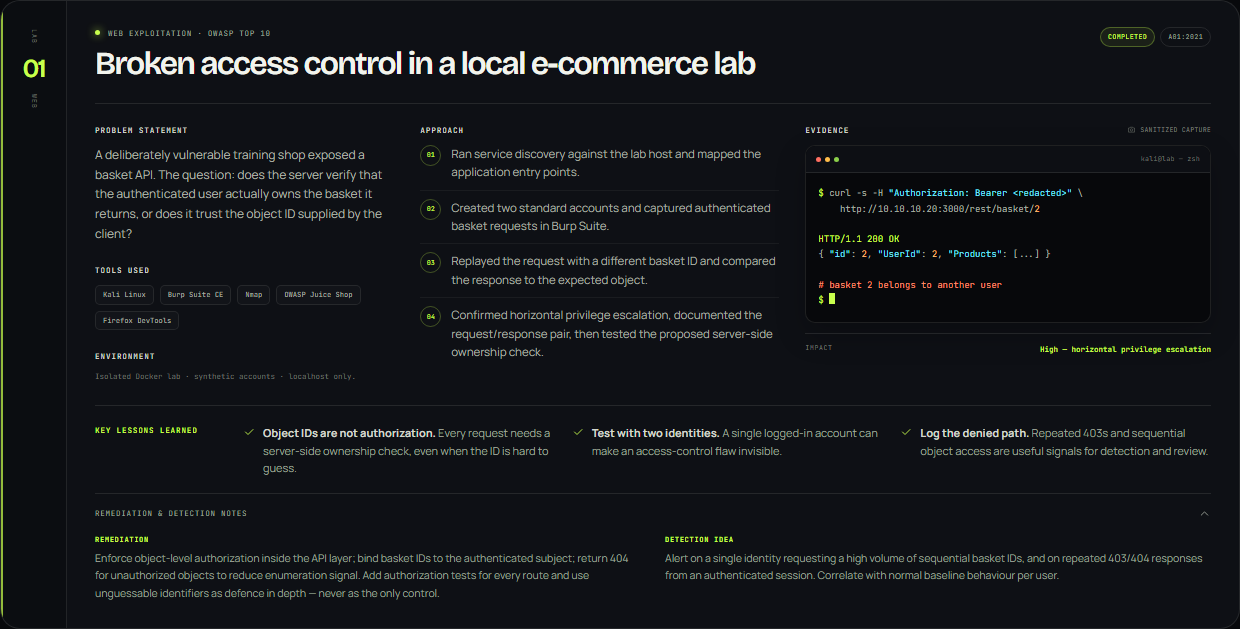 LAB
01
WEB
WEB EXPLOITATION · OWASP TOP 10
Broken access control in a local e-commerce lab
COMPLETED
A01:2021
PROBLEM STATEMENT
A deliberately vulnerable training shop exposed a
basket API. The question: does the server verify that
the authenticated user actually owns the basket it
returns, or does it trust the object ID supplied by the
client?
TOOLS USED
Kali Linux
Burp Suite CE
Nmap
OWASP Juice Shop
Firefox DevTools
ENVIRONMENT
Isolated Docker lab · synthetic accounts · localhost only.
APPROACH
01
Ran service discovery against the lab host and mapped the
application entry points.
02
Created two standard accounts and captured authenticated
basket requests in Burp Suite.
03
Replayed the request with a different basket ID and compared
the response to the expected object.
04
Confirmed horizontal privilege escalation, documented the
request/response pair, then tested the proposed server-side
ownership check.
EVIDENCE
SANITIZED CAPTURE
kali@lab — zsh
$ curl -s -H "Authorization: Bearer <redacted>" \
http://10.10.10.20:3000/rest/basket/2
HTTP/1.1 200 OK
{ "id": 2, "UserId": 2, "Products": [...] }
# basket 2 belongs to another user
$
IMPACT
High — horizontal privilege escalation
KEY LESSONS LEARNED
Object IDs are not authorization. Every request needs a
server-side ownership check, even when the ID is hard to
guess.
Test with two identities. A single logged-in account can
make an access-control flaw invisible.
Log the denied path. Repeated 403s and sequential
object access are useful signals for detection and review.
REMEDIATION & DETECTION NOTES
REMEDIATION
Enforce object-level authorization inside the API layer; bind basket IDs to the authenticated subject; return 404
for unauthorized objects to reduce enumeration signal. Add authorization tests for every route and use
unguessable identifiers as defence in depth — never as the only control.
DETECTION IDEA
Alert on a single identity requesting a high volume of sequential basket IDs, and on repeated 403/404 responses
from an authenticated session. Correlate with normal baseline behaviour per user.